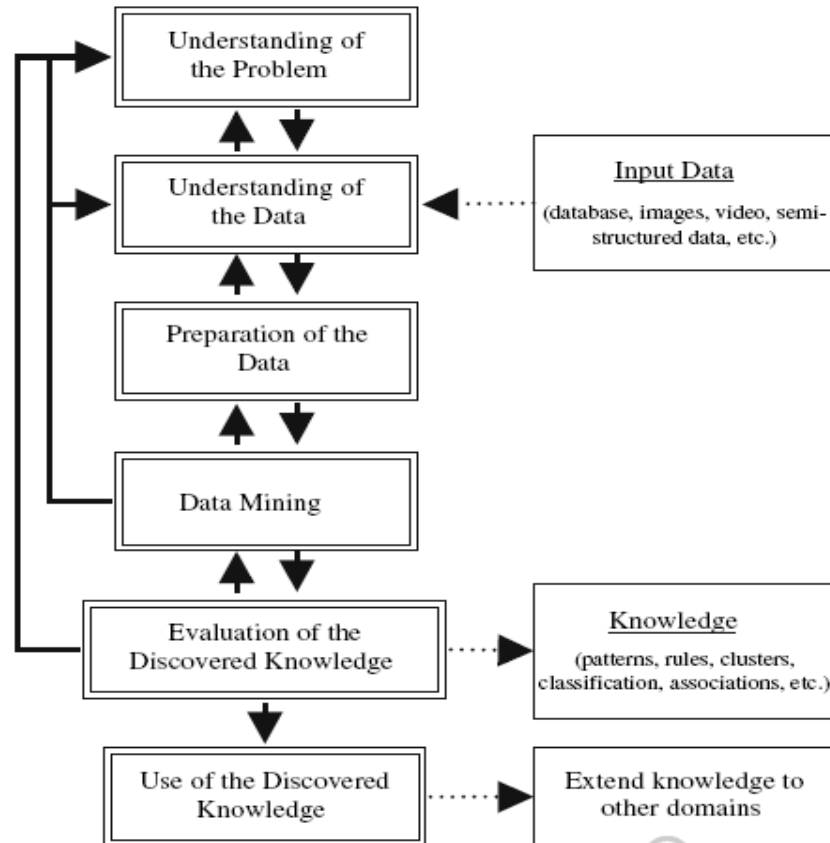 Understanding of
the Problem
Understanding of
the Data
Input Data
(database, images, video, semi-
structured data, etc.)
Preparation of the
Data
Data Mining
Evaluation of the
Discovered Knowledge
Knowledge
(patterns, rules, clusters,
classification, associations, etc.)
Use of the Discovered
Knowledge
Extend knowledge to
other domains